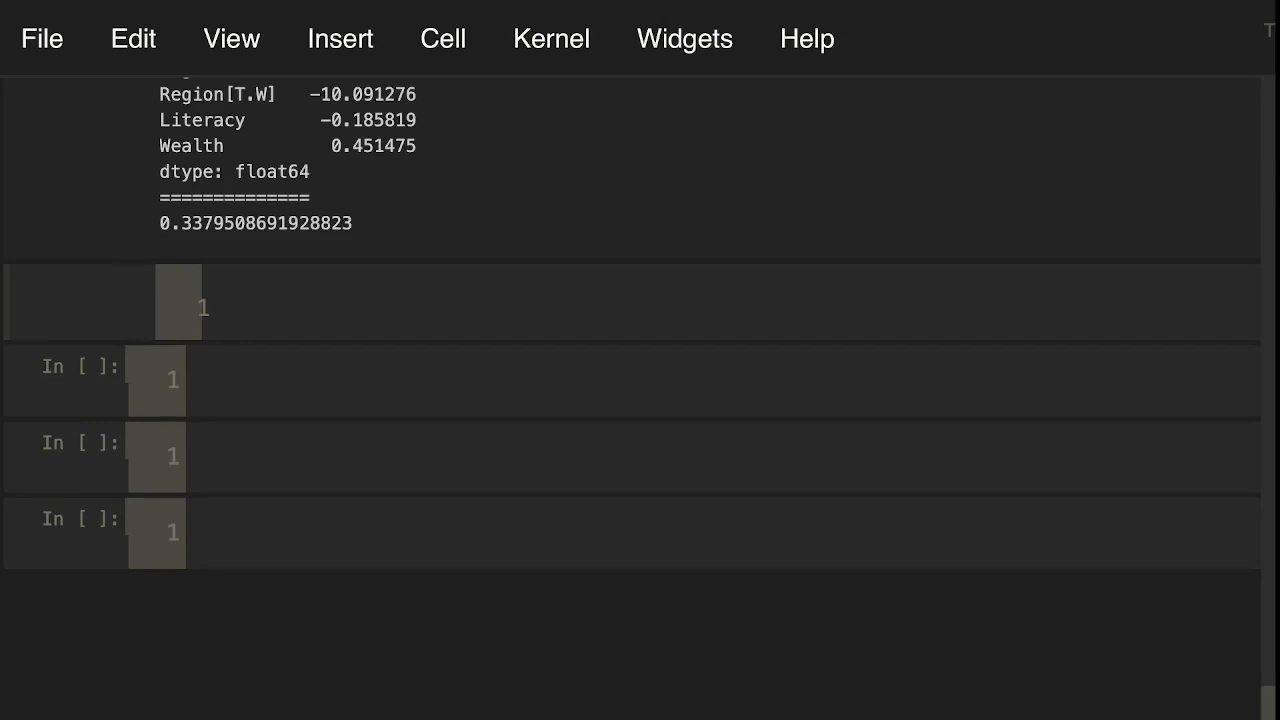 File Edit View Insert Cell Kernel Widgets Help
Region[T.W] -10.091276
Literacy -0.185819
Wealth 0.451475
dtype: float64
==============
0.3379508691928823
1
In [ ]: 1
In [ ]: 1
In [ ]: 1